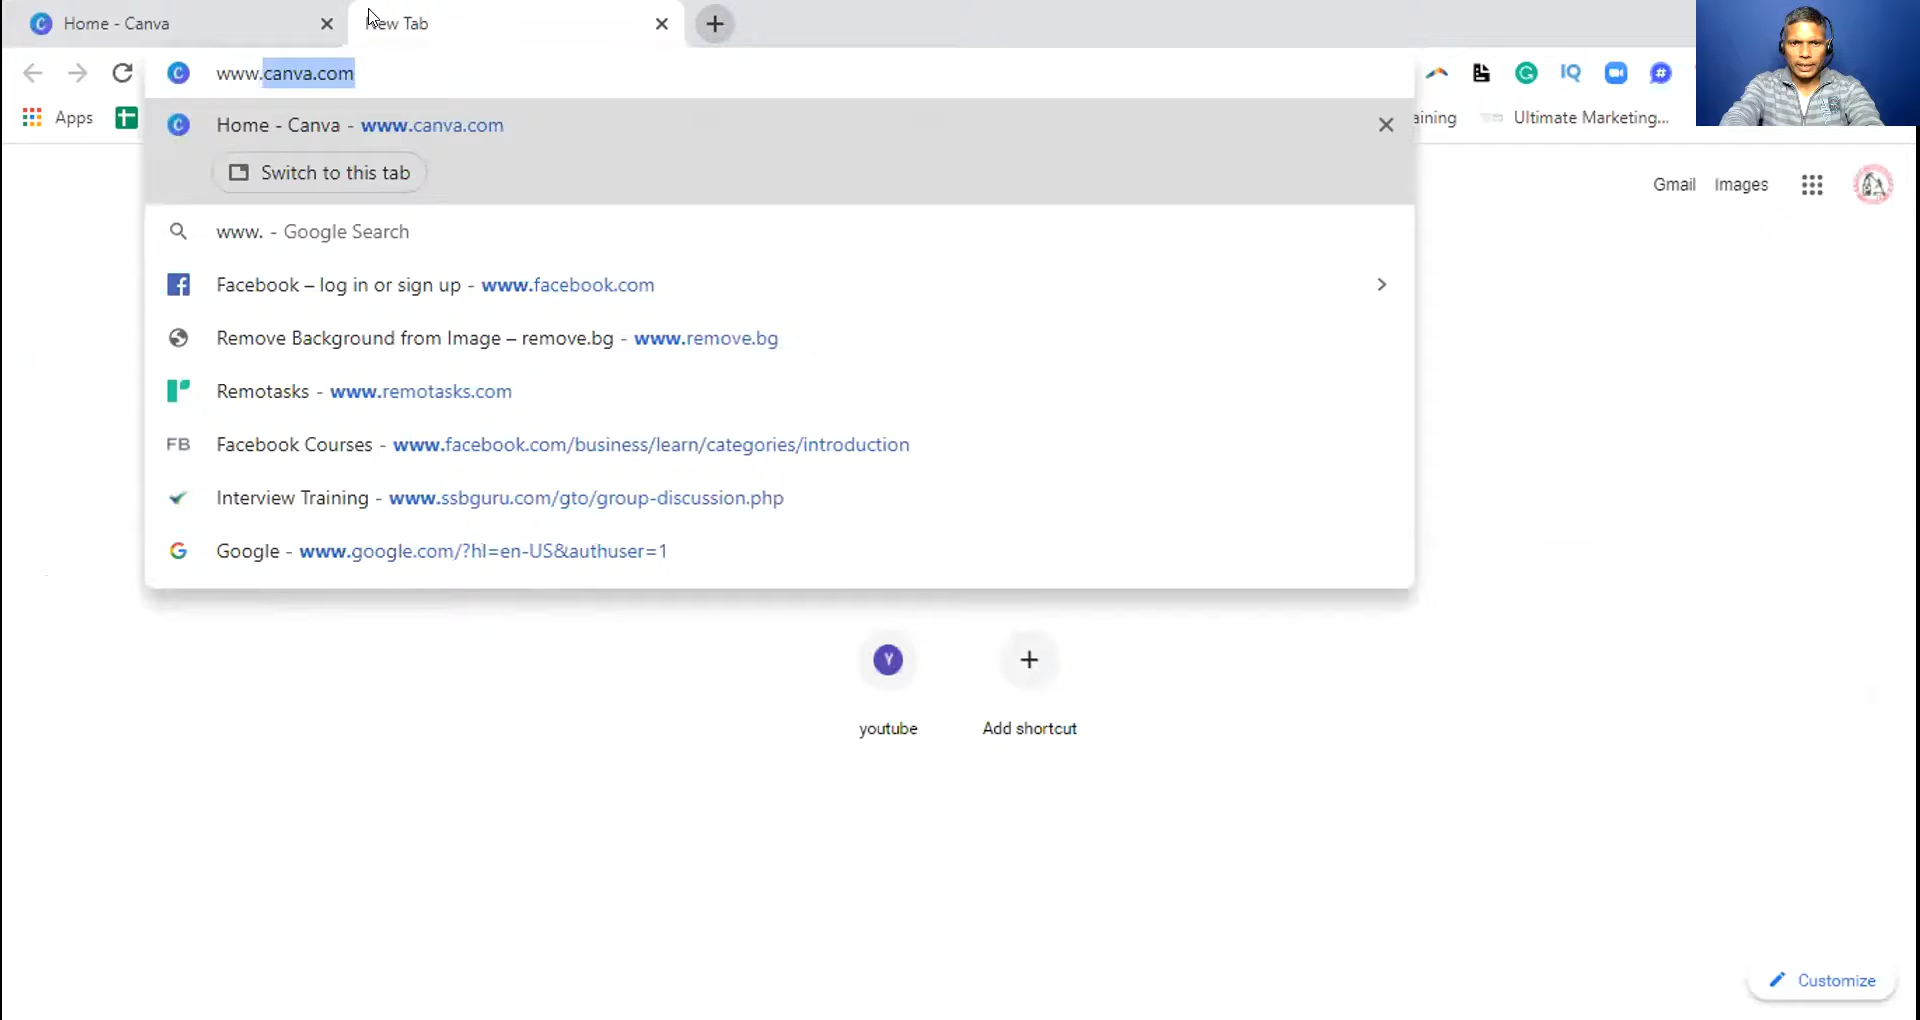 Home - Canva
New Tab
www.canva.com
Apps
aining
Ultimate Marketing...
Home - Canva - www.canva.com
Switch to this tab
Gmail
Images
www. - Google Search
Facebook – log in or sign up - www.facebook.com
Remove Background from Image – remove.bg - www.remove.bg
Remotasks - www.remotasks.com
FB
Facebook Courses - www.facebook.com/business/learn/categories/introduction
Interview Training - www.ssbguru.com/gto/group-discussion.php
Google - www.google.com/?hl=en-US&authuser=1
Y
youtube
Add shortcut
Customize